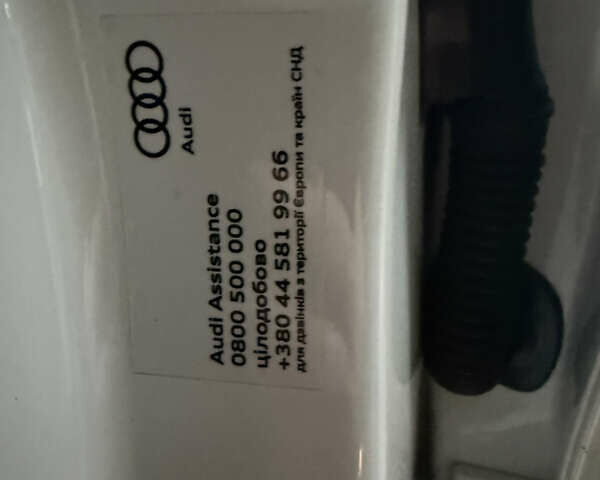 Audi
Audi Assistance
0800 500 000
цілодобово
+380 44 581 99 66
для дзвінків з території Європи та країн СНД